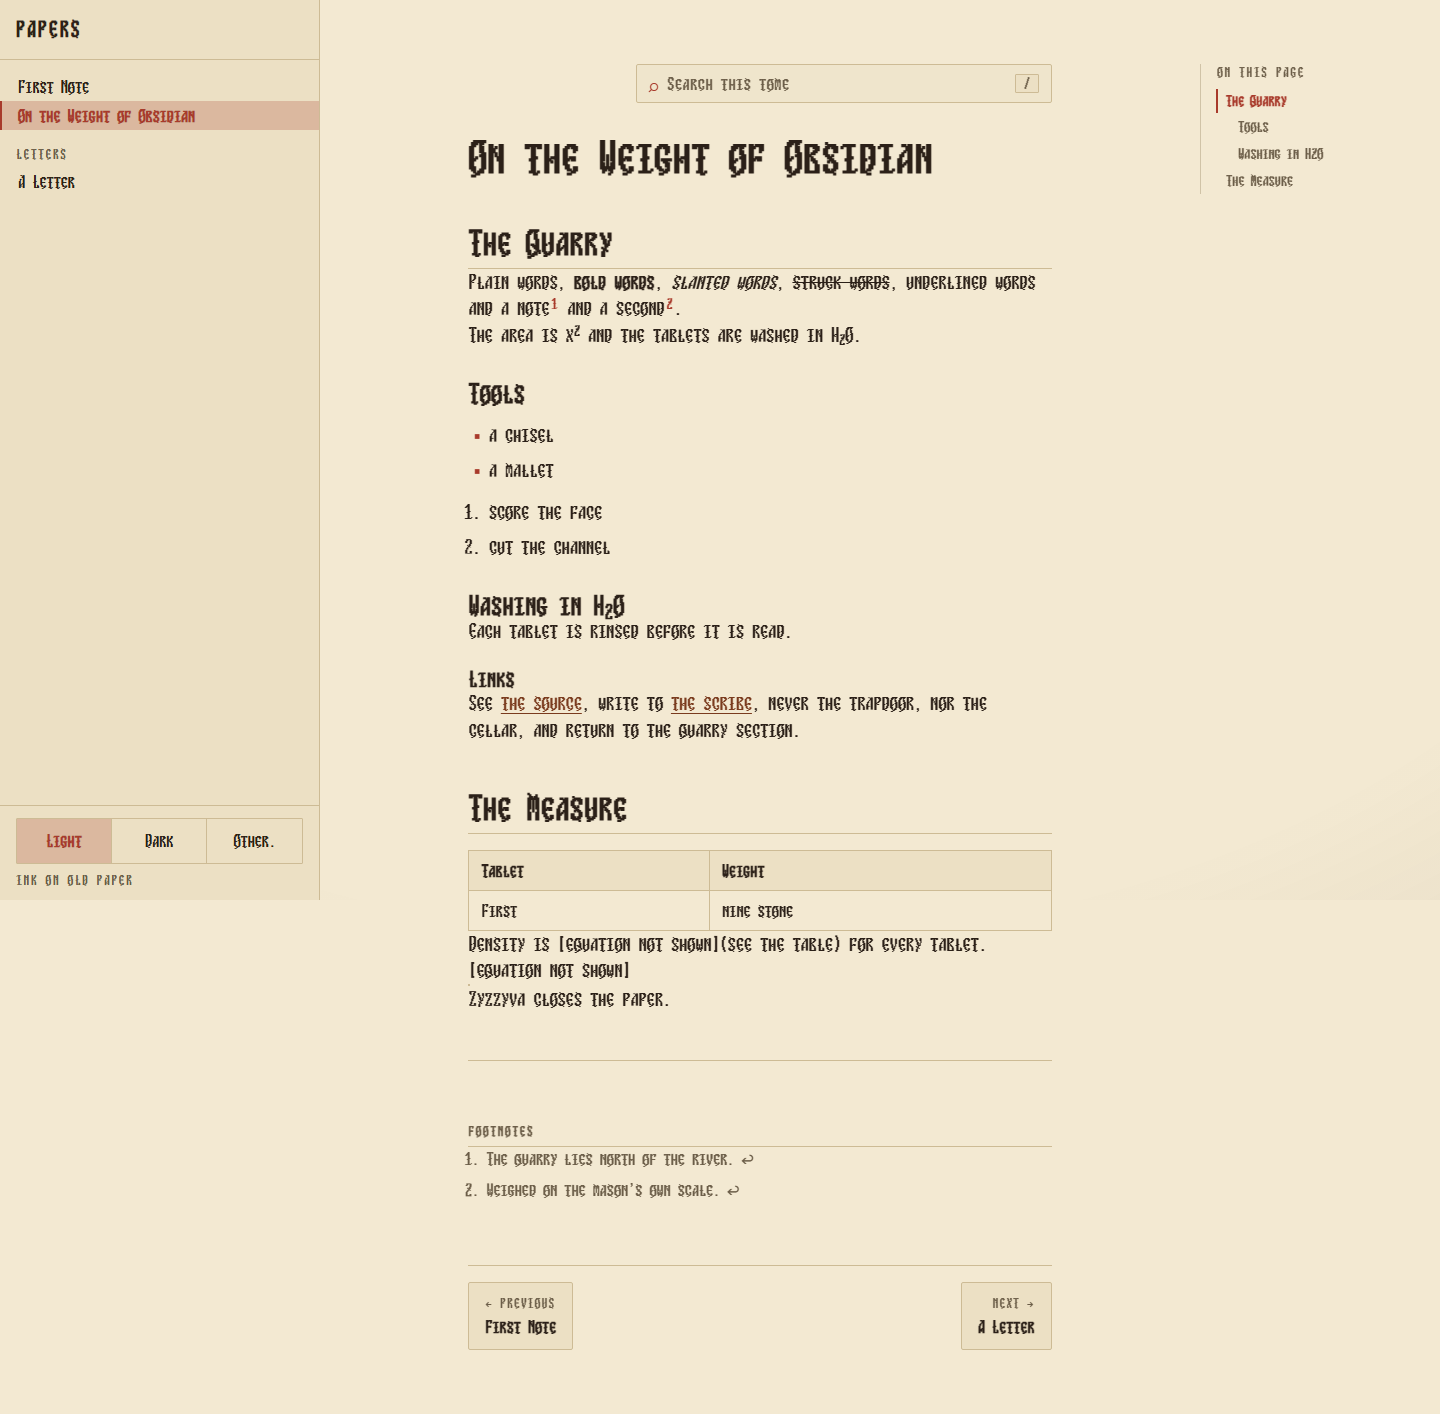 PAPERS
First Note
On the Weight of Obsidian
LETTERS
A Letter
Light
Dark
Other.
INK ON OLD PAPER
Search this tome
/
On the Weight of Obsidian
The Quarry
Plain words, bold words, slanted words, struck words, underlined words
and a note1 and a second2.
The area is x2 and the tablets are washed in H2O.
Tools
▪ a chisel
▪ a mallet
1. score the face
2. cut the channel
Washing in H2O
Each tablet is rinsed before it is read.
Links
See the source, write to the scribe, never the trapdoor, nor the
cellar, and return to the quarry section.
The Measure
Tablet Weight
First nine stone
Density is [equation not shown](see the table) for every tablet.
[equation not shown]
Zyzzyva closes the paper.
FOOTNOTES
1. The quarry lies north of the river. ↩
2. Weighed on the mason's own scale. ↩
← PREVIOUS
First Note
NEXT →
A Letter
ON THIS PAGE
The Quarry
Tools
Washing in H2O
The Measure